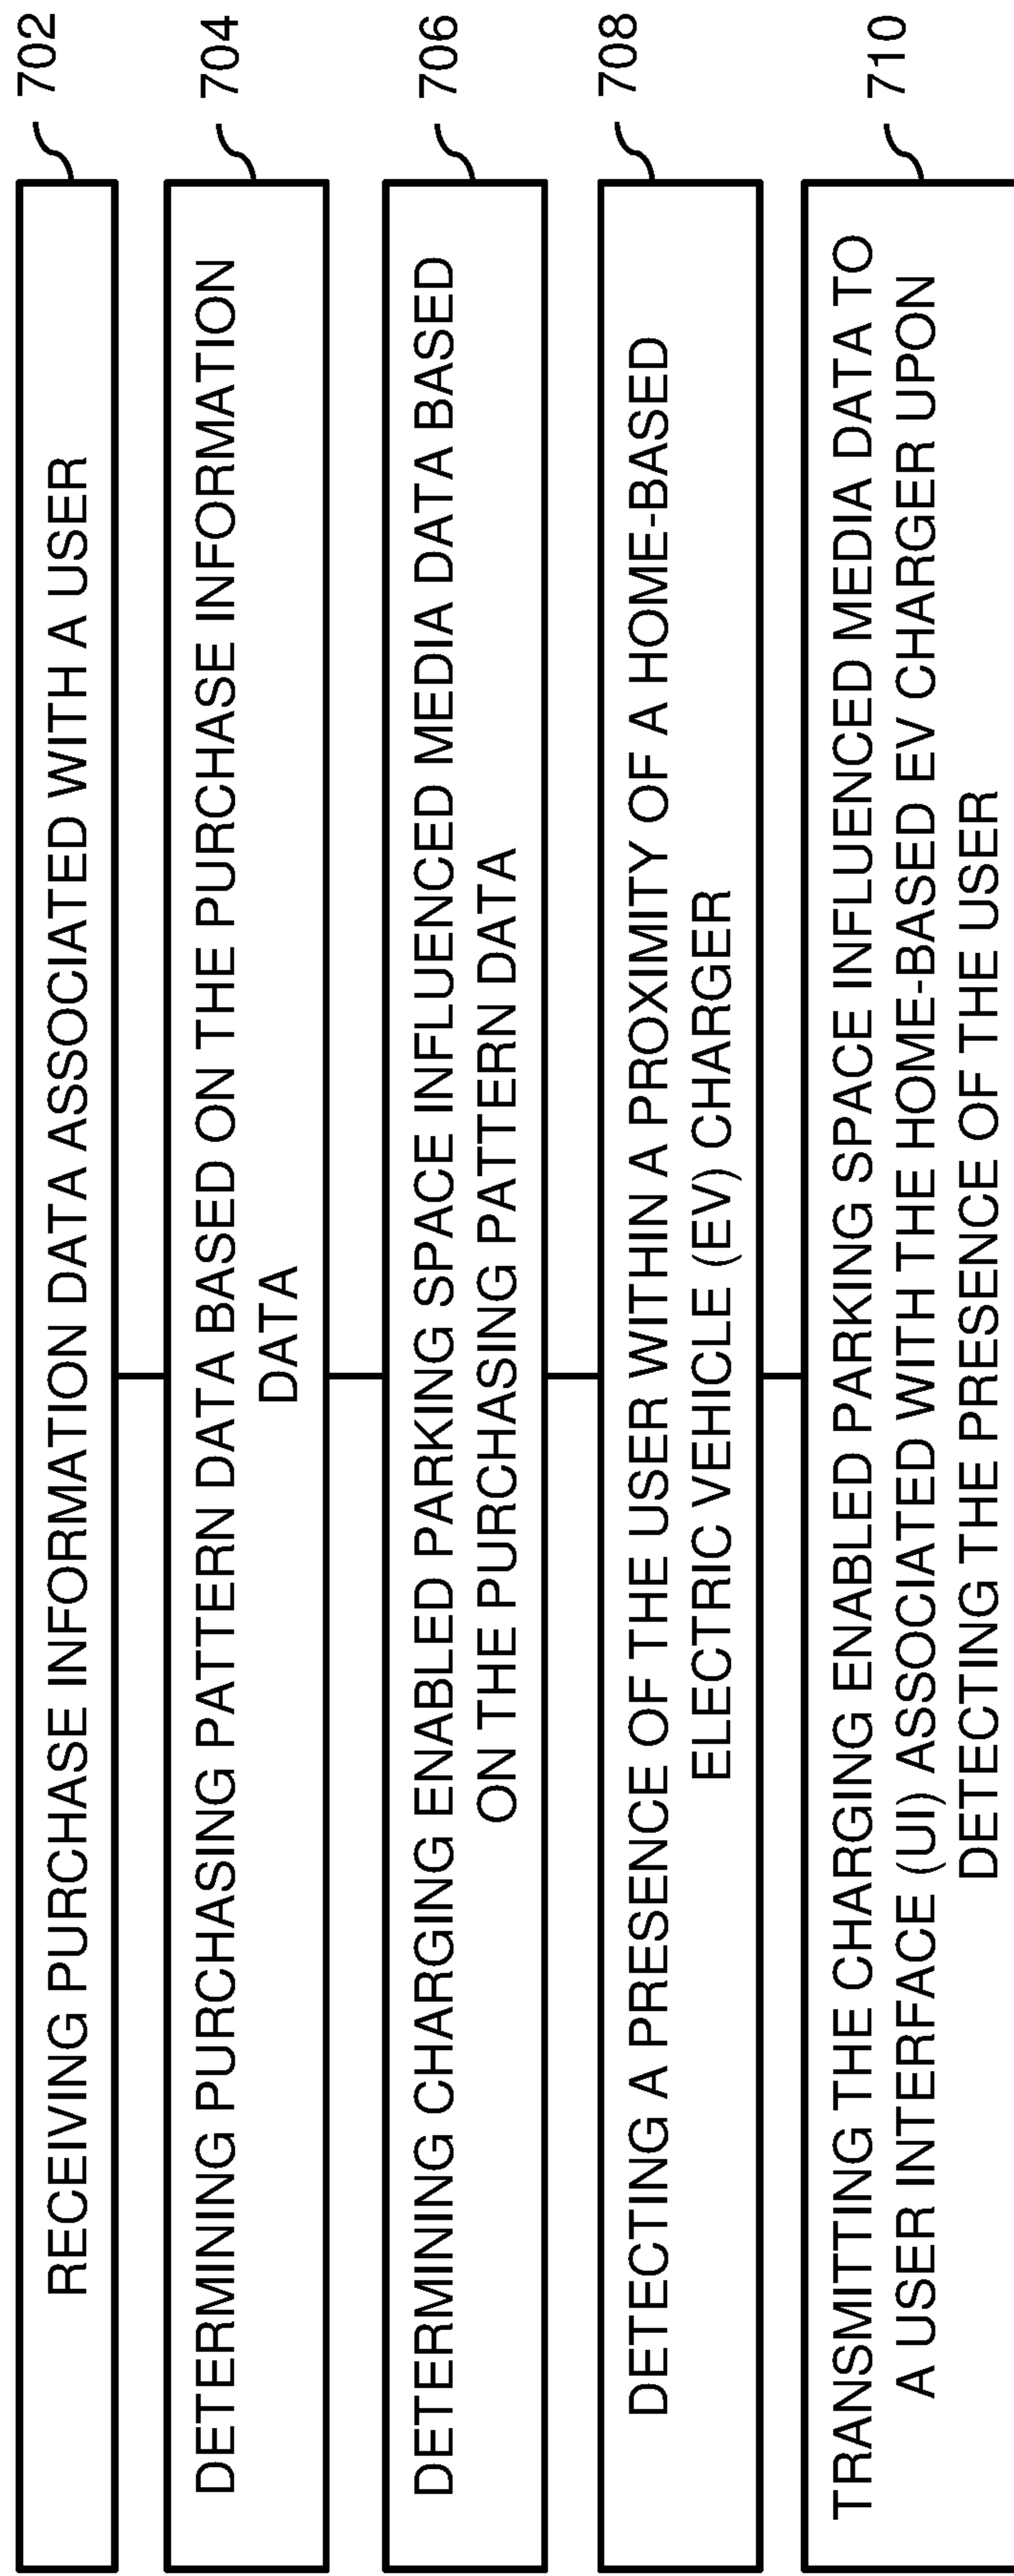 RECEIVING PURCHASE INFORMATION DATA ASSOCIATED WITH A USER
702
DETERMINING PURCHASING PATTERN DATA BASED ON THE PURCHASE INFORMATION
DATA
704
DETERMINING CHARGING ENABLED PARKING SPACE INFLUENCED MEDIA DATA BASED
ON THE PURCHASING PATTERN DATA
706
DETECTING A PRESENCE OF THE USER WITHIN A PROXIMITY OF A HOME-BASED
ELECTRIC VEHICLE (EV) CHARGER
708
TRANSMITTING THE CHARGING ENABLED PARKING SPACE INFLUENCED MEDIA DATA TO
A USER INTERFACE (UI) ASSOCIATED WITH THE HOME-BASED EV CHARGER UPON
DETECTING THE PRESENCE OF THE USER
710